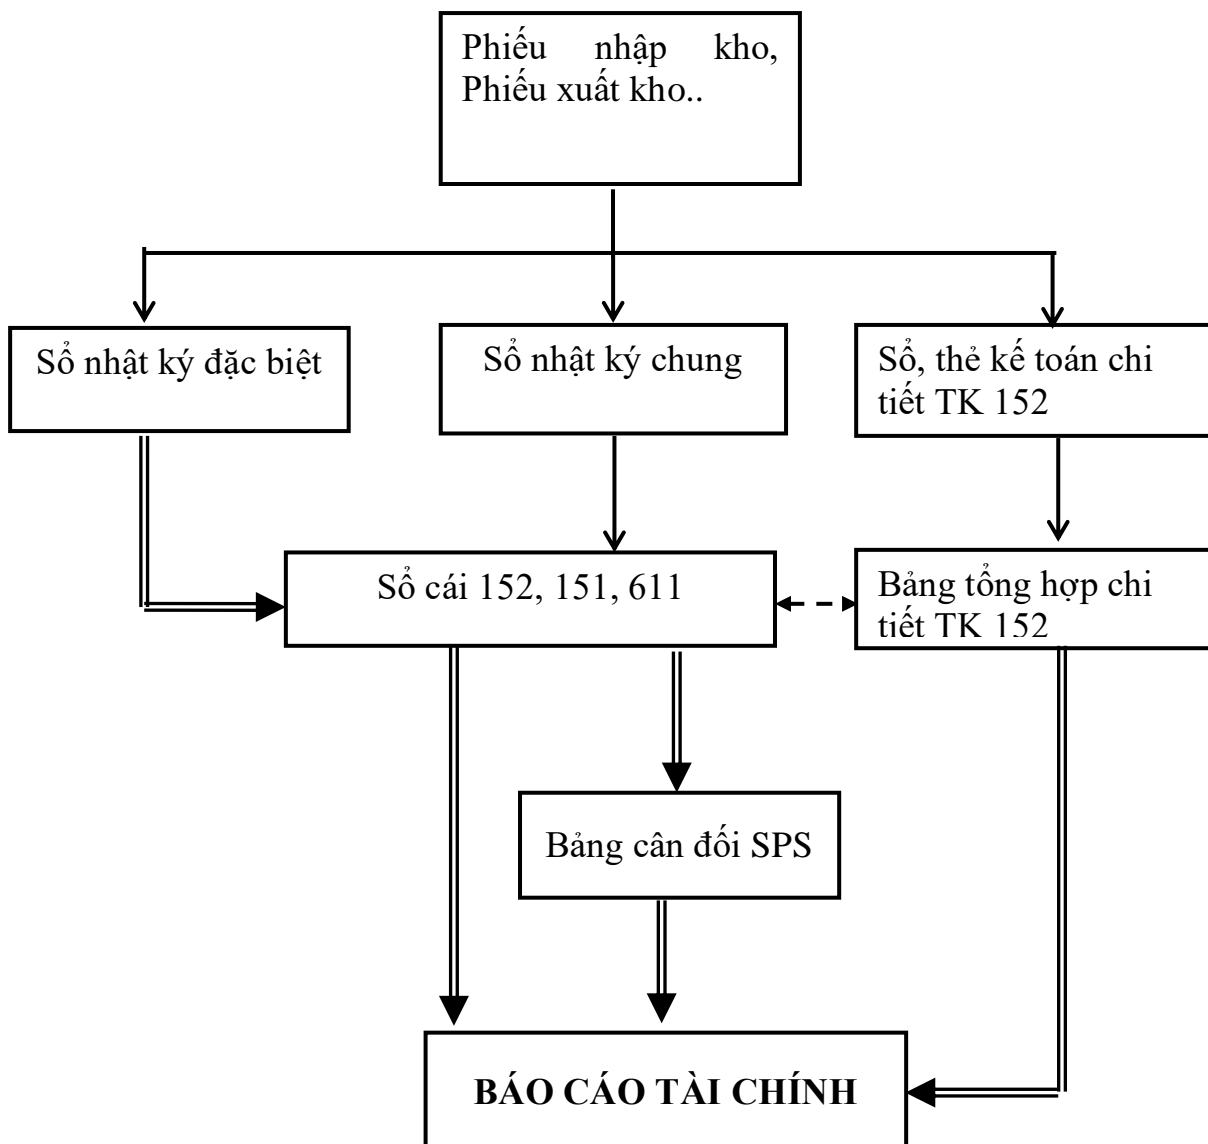 Phiếu nhập kho,
Phiếu xuất kho..
Sổ nhật ký đặc biệt
Sổ nhật ký chung
Sổ, thẻ kế toán chi
tiết TK 152
Sổ cái 152, 151, 611
Bảng tổng hợp chi
tiết TK 152
Bảng cân đối SPS
BÁO CÁO TÀI CHÍNH